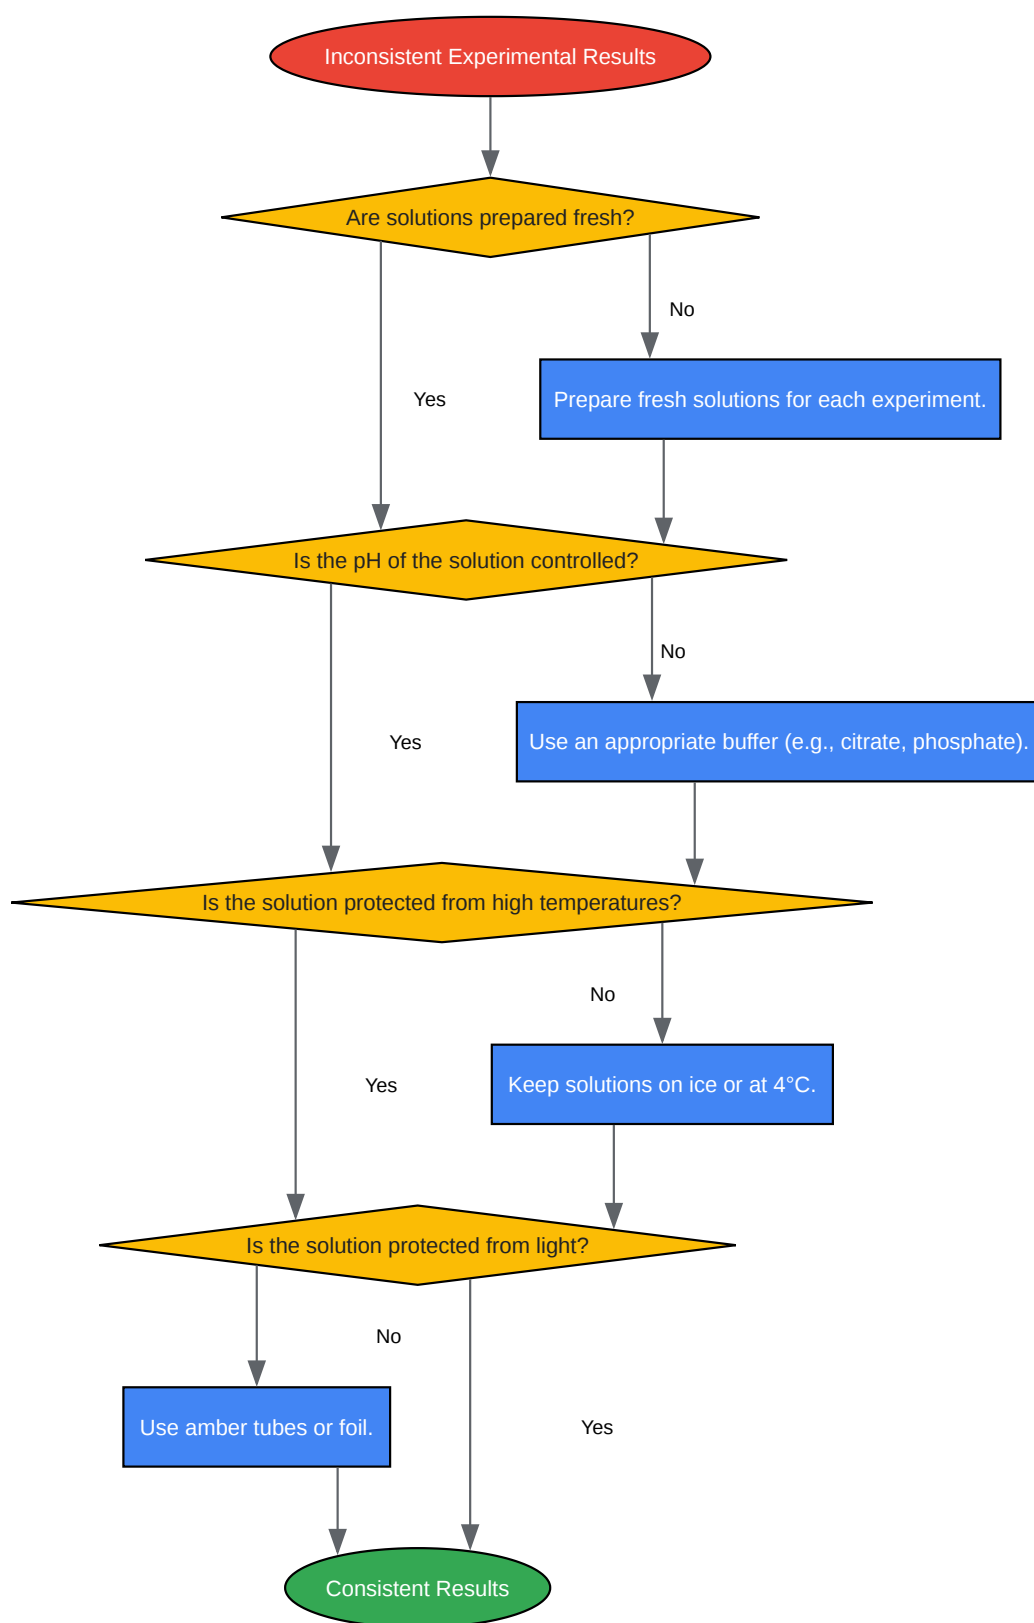 Inconsistent Experimental Results
Are solutions prepared fresh?
No
Yes
Prepare fresh solutions for each experiment.
Is the pH of the solution controlled?
No
Yes
Use an appropriate buffer (e.g., citrate, phosphate).
Is the solution protected from high temperatures?
No
Yes
Keep solutions on ice or at 4°C.
Is the solution protected from light?
No
Use amber tubes or foil.
Yes
Consistent Results